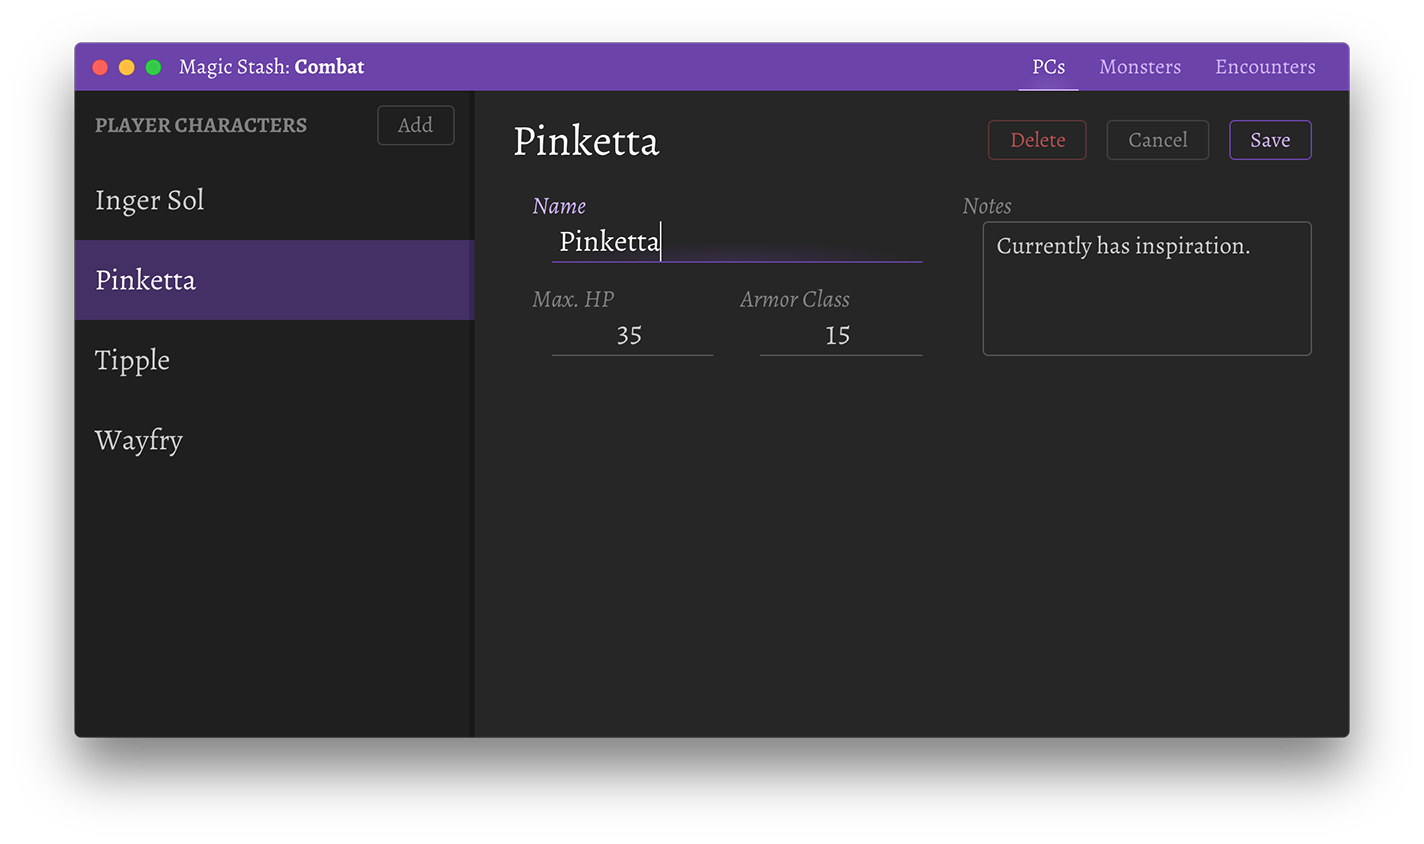 Magic Stash: Combat
PCs
Monsters
Encounters
PLAYER CHARACTERS
Add
Inger Sol
Pinketta
Tipple
Wayfry
Pinketta
Delete
Cancel
Save
Name
Pinketta
Max. HP
35
Armor Class
15
Notes
Currently has inspiration.